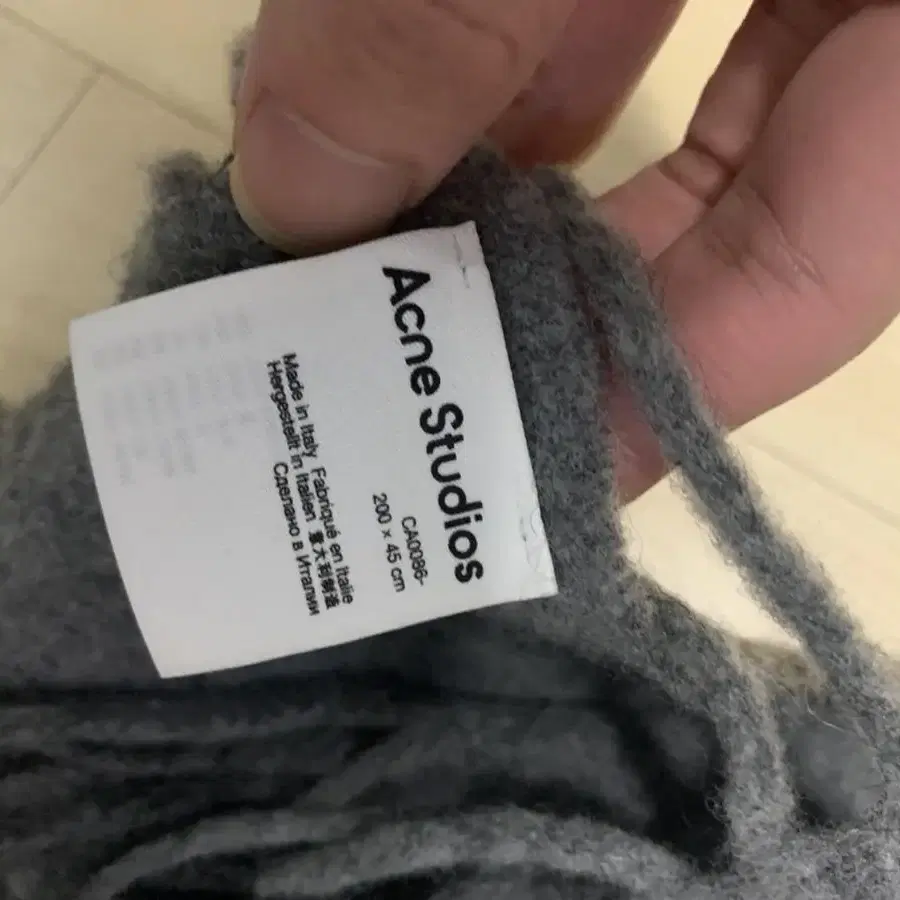 Acne Studios
CA0086-
200 x 45 cm
Made in Italy Fabriqué en Italie
Hergestellt in Italien 意大利制造
Сделано в Италии